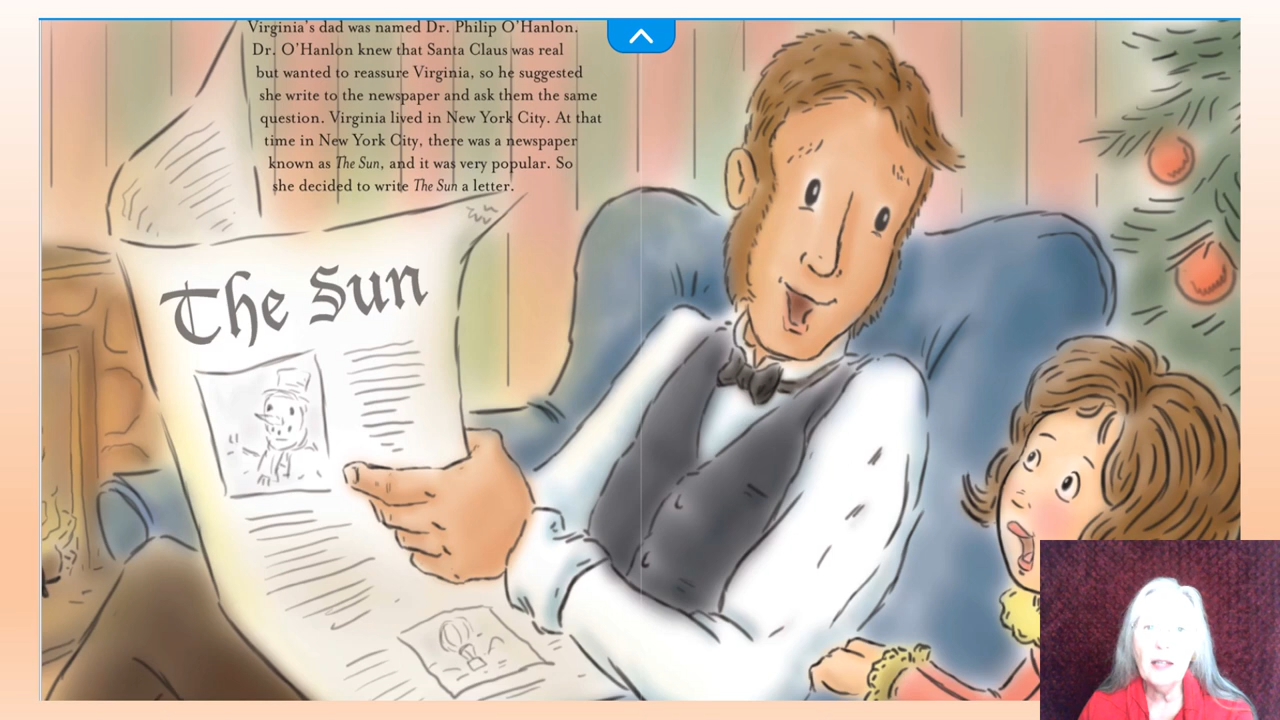 Virginia's dad was named Dr. Philip O'Hanlon.
Dr. O'Hanlon knew that Santa Claus was real
but wanted to reassure Virginia, so he suggested
she write to the newspaper and ask them the same
question. Virginia lived in New York City. At that
time in New York City, there was a newspaper
known as The Sun, and it was very popular. So
she decided to write The Sun a letter.
The Sun